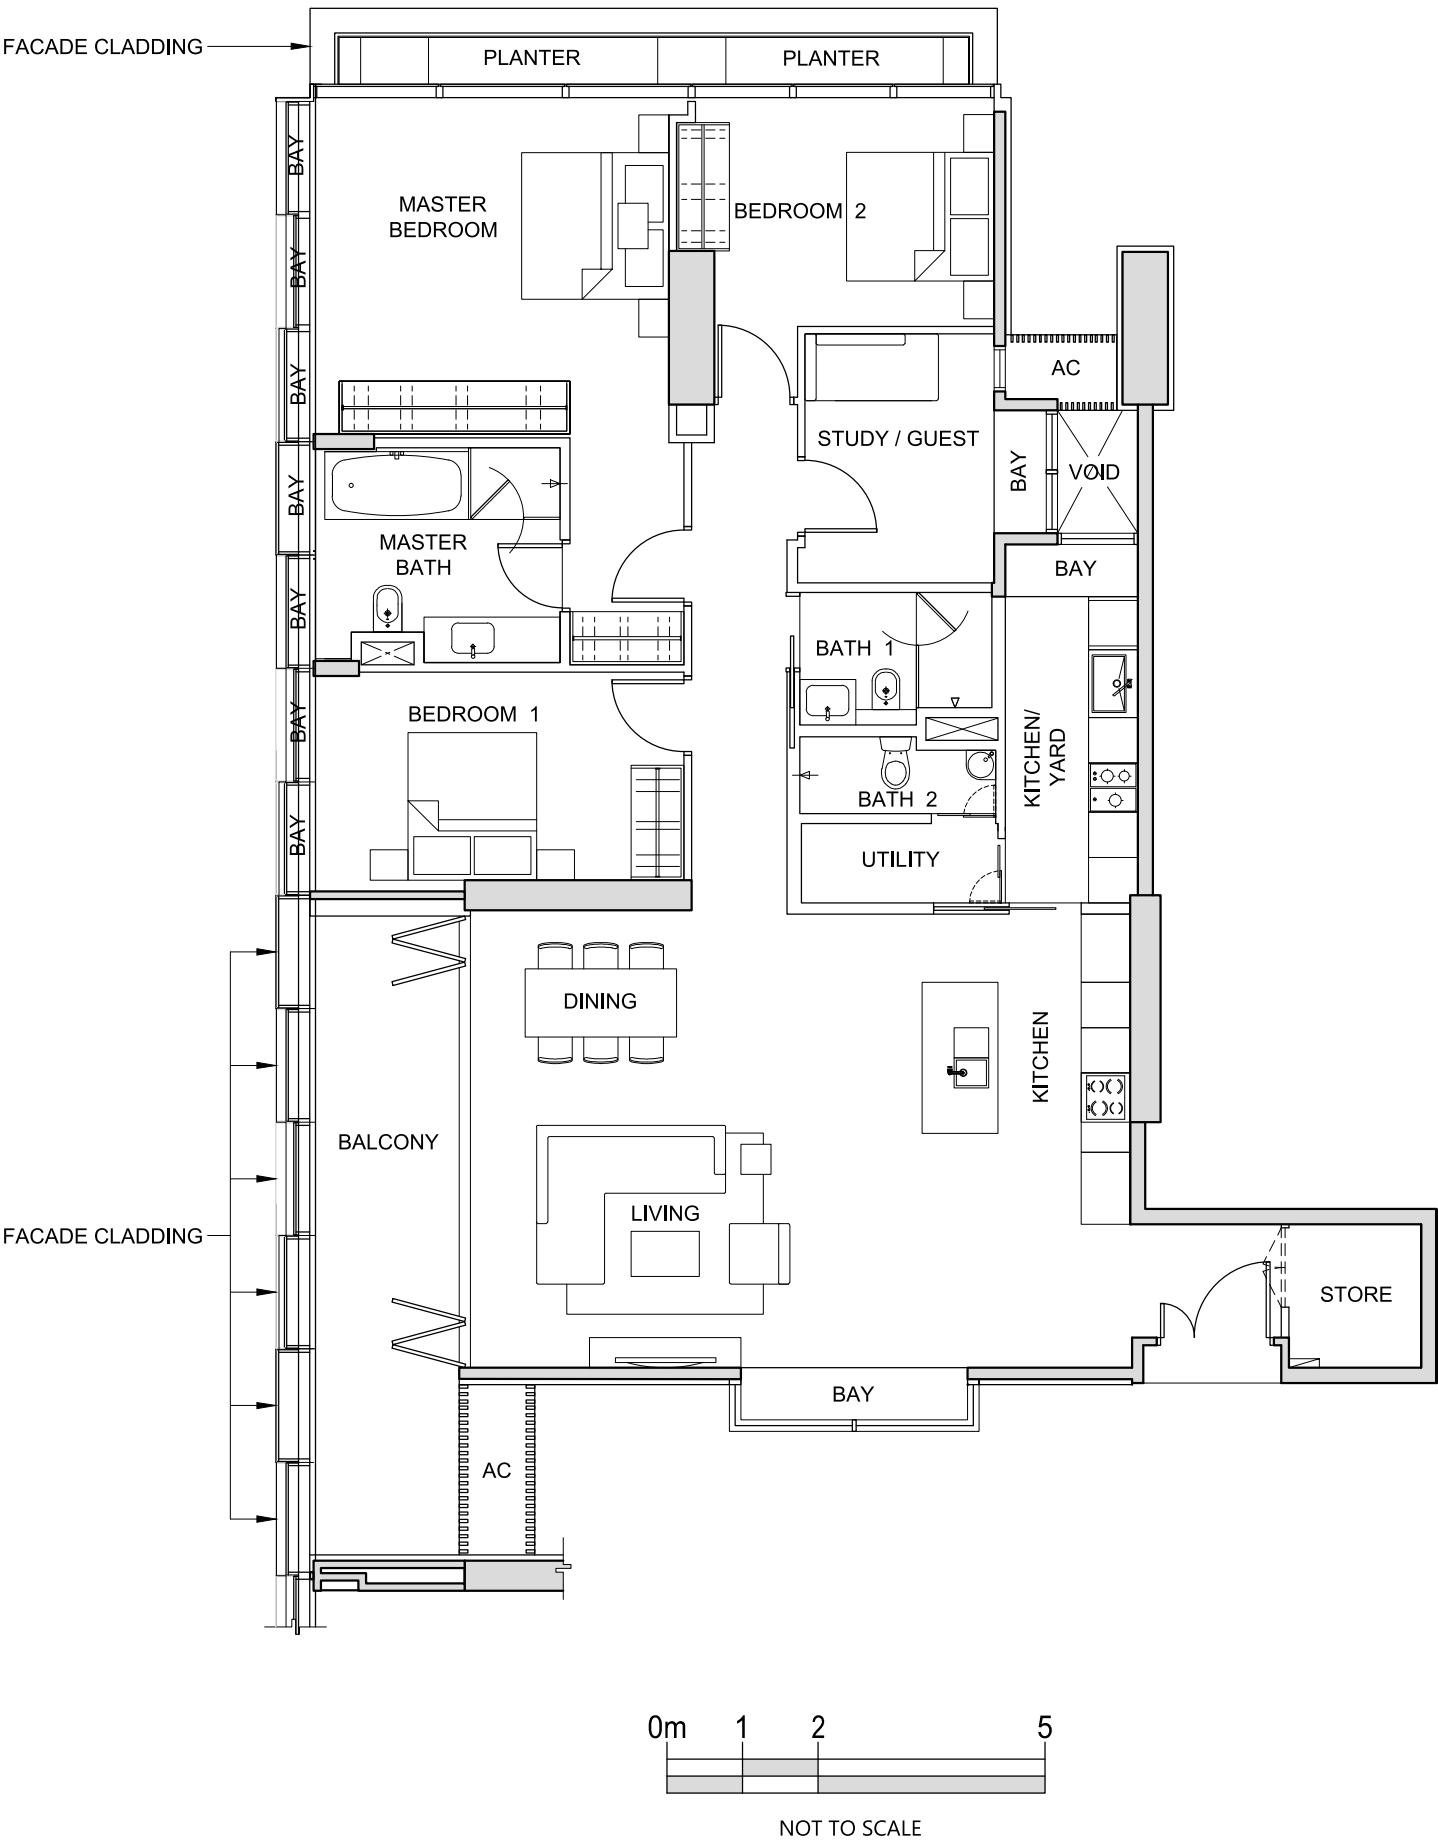 FACADE CLADDING
PLANTER
PLANTER
BAY
MASTER
BEDROOM
BEDROOM 2
BAY
AC
BAY
STUDY / GUEST
BAY
VOID
BAY
MASTER
BATH
BAY
BAY
BATH 1
BEDROOM 1
BAY
KITCHEN/
YARD
BATH 2
BAY
UTILITY
DINING
KITCHEN
BALCONY
LIVING
FACADE CLADDING
STORE
BAY
AC
0m 1 2 5
NOT TO SCALE